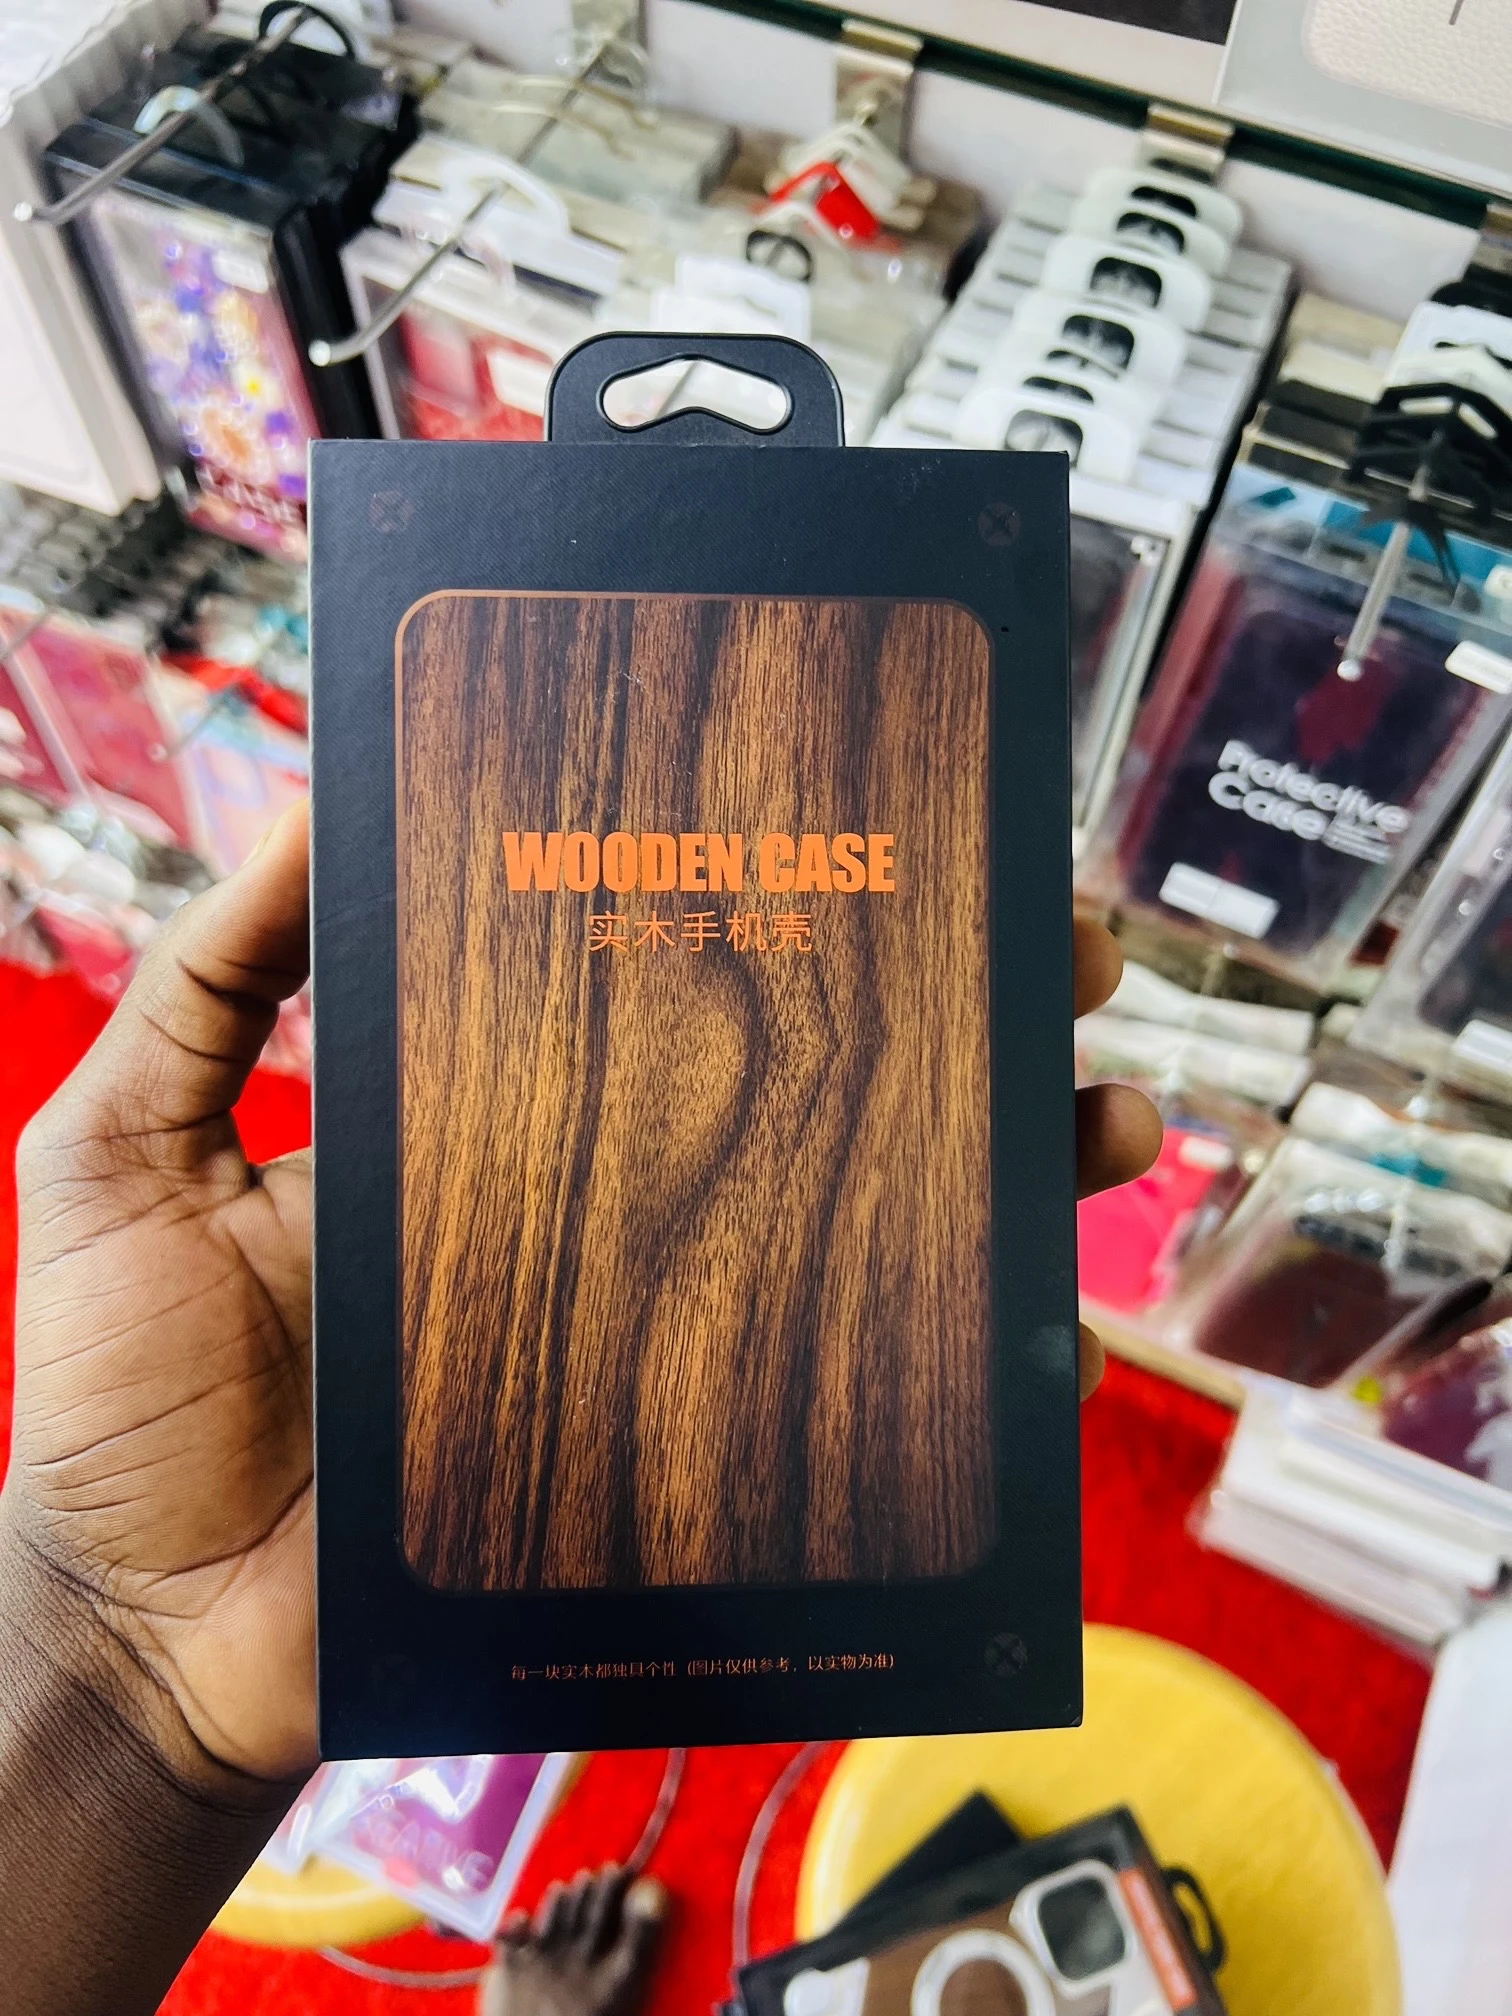 WOODEN CASE
实木手机壳
每一块实木都独具个性 (图片仅供参考，以实物为准)
Protective
Case